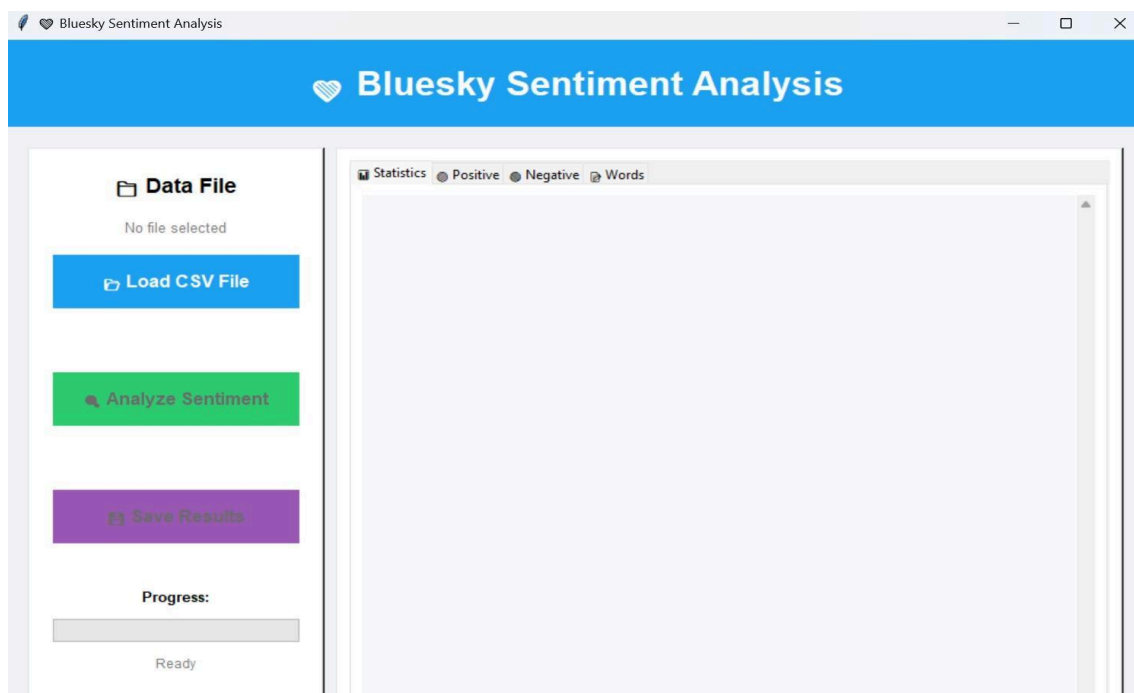 Bluesky Sentiment Analysis
Bluesky Sentiment Analysis
Data File
No file selected
Load CSV File
Analyze Sentiment
Save Results
Progress:
Ready
Statistics Positive Negative Words